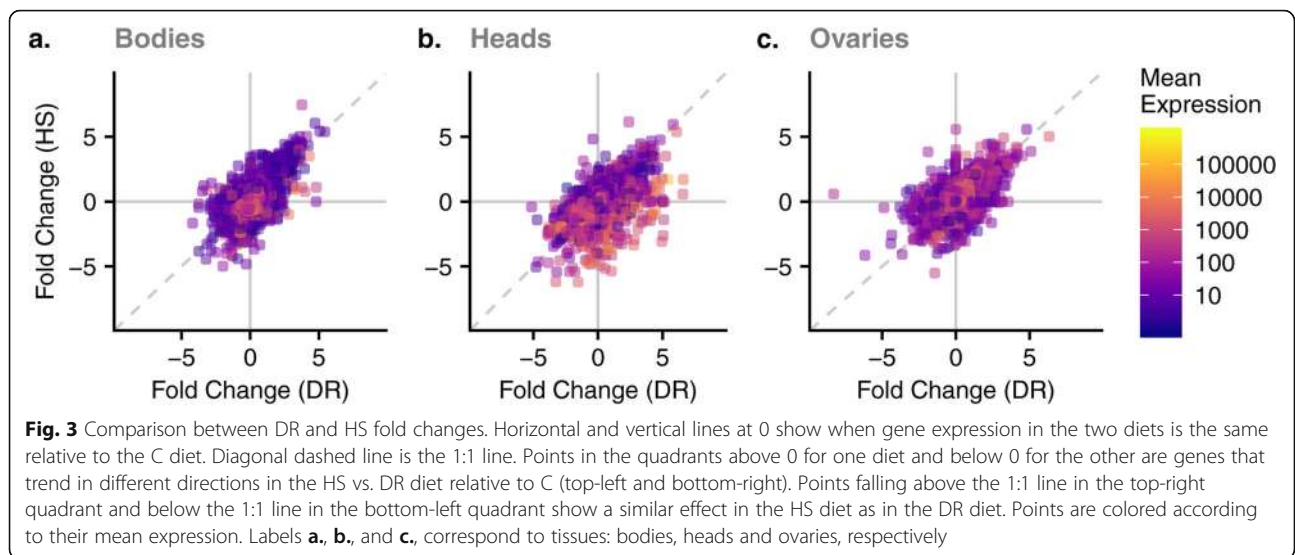 a. Bodies b. Heads c. Ovaries
Mean
Expression
100000
10000
1000
100
10
Fold Change (HS)
5
0
−5
5
0
−5
5
0
−5
−5 0 5 −5 0 5 −5 0 5
Fold Change (DR) Fold Change (DR) Fold Change (DR)
Fig. 3 Comparison between DR and HS fold changes. Horizontal and vertical lines at 0 show when gene expression in the two diets is the same
relative to the C diet. Diagonal dashed line is the 1:1 line. Points in the quadrants above 0 for one diet and below 0 for the other are genes that
trend in different directions in the HS vs. DR diet relative to C (top-left and bottom-right). Points falling above the 1:1 line in the top-right
quadrant and below the 1:1 line in the bottom-left quadrant show a similar effect in the HS diet as in the DR diet. Points are colored according
to their mean expression. Labels a., b., and c., correspond to tissues: bodies, heads and ovaries, respectively